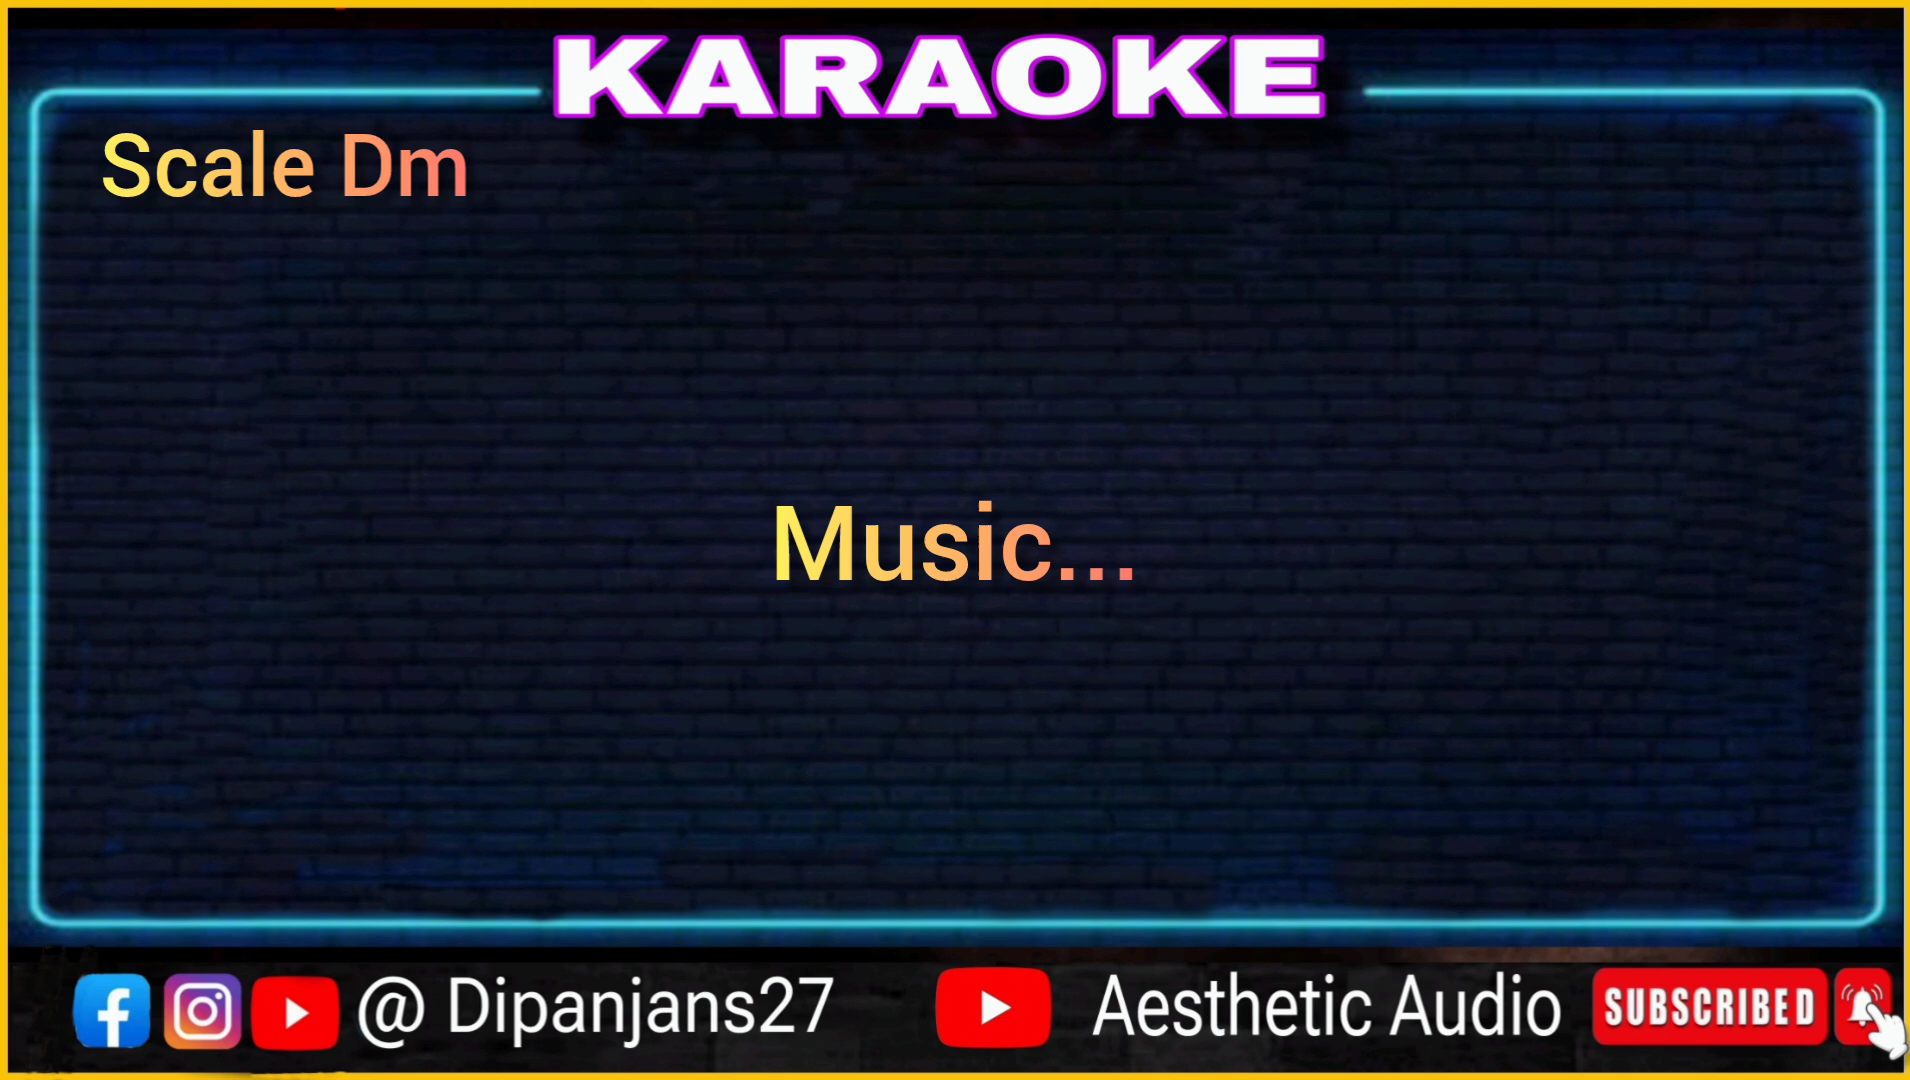 KARAOKE
Scale Dm
Music...
@ Dipanjans27
Aesthetic Audio
SUBSCRIBED